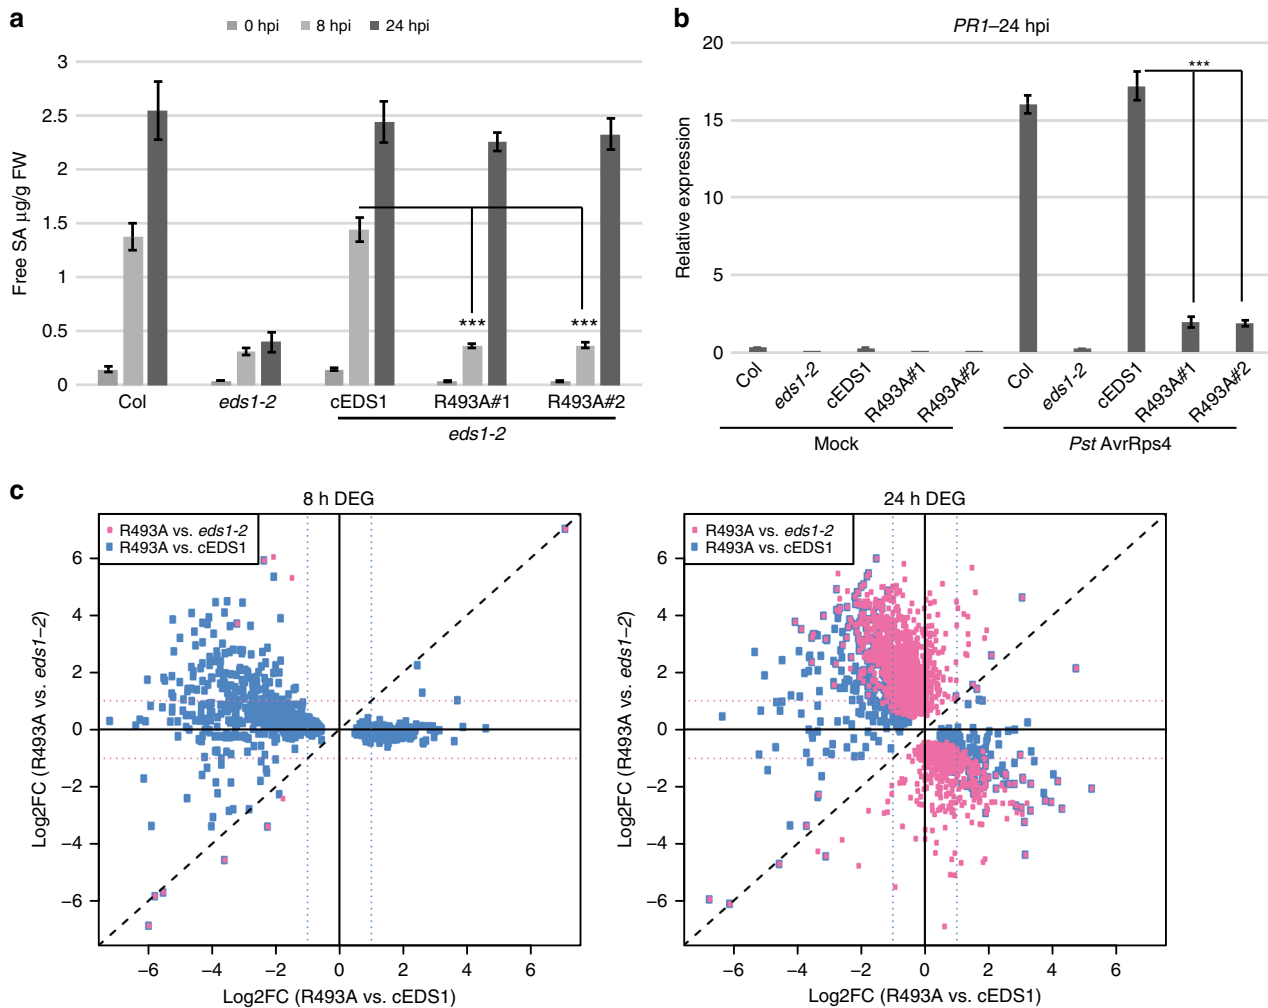 a
0 hpi 8 hpi 24 hpi
Free SA µg/g FW
3
2.5
2
1.5
1
0.5
0
*** ***
Col eds1-2 cEDS1 R493A#1 R493A#2
eds1-2
b
PR1–24 hpi
Relative expression
20
15
10
5
0
***
Col eds1-2 cEDS1 R493A#1 R493A#2 Col eds1-2 cEDS1 R493A#1 R493A#2
Mock Pst AvrRps4
c
8 h DEG
R493A vs. eds1-2
R493A vs. cEDS1
Log2FC (R493A vs. eds1–2)
6
4
2
0
−2
−4
−6
−6 −4 −2 0 2 4 6
Log2FC (R493A vs. cEDS1)
24 h DEG
R493A vs. eds1-2
R493A vs. cEDS1
Log2FC (R493A vs. eds1–2)
6
4
2
0
−2
−4
−6
−6 −4 −2 0 2 4 6
Log2FC (R493A vs. cEDS1)